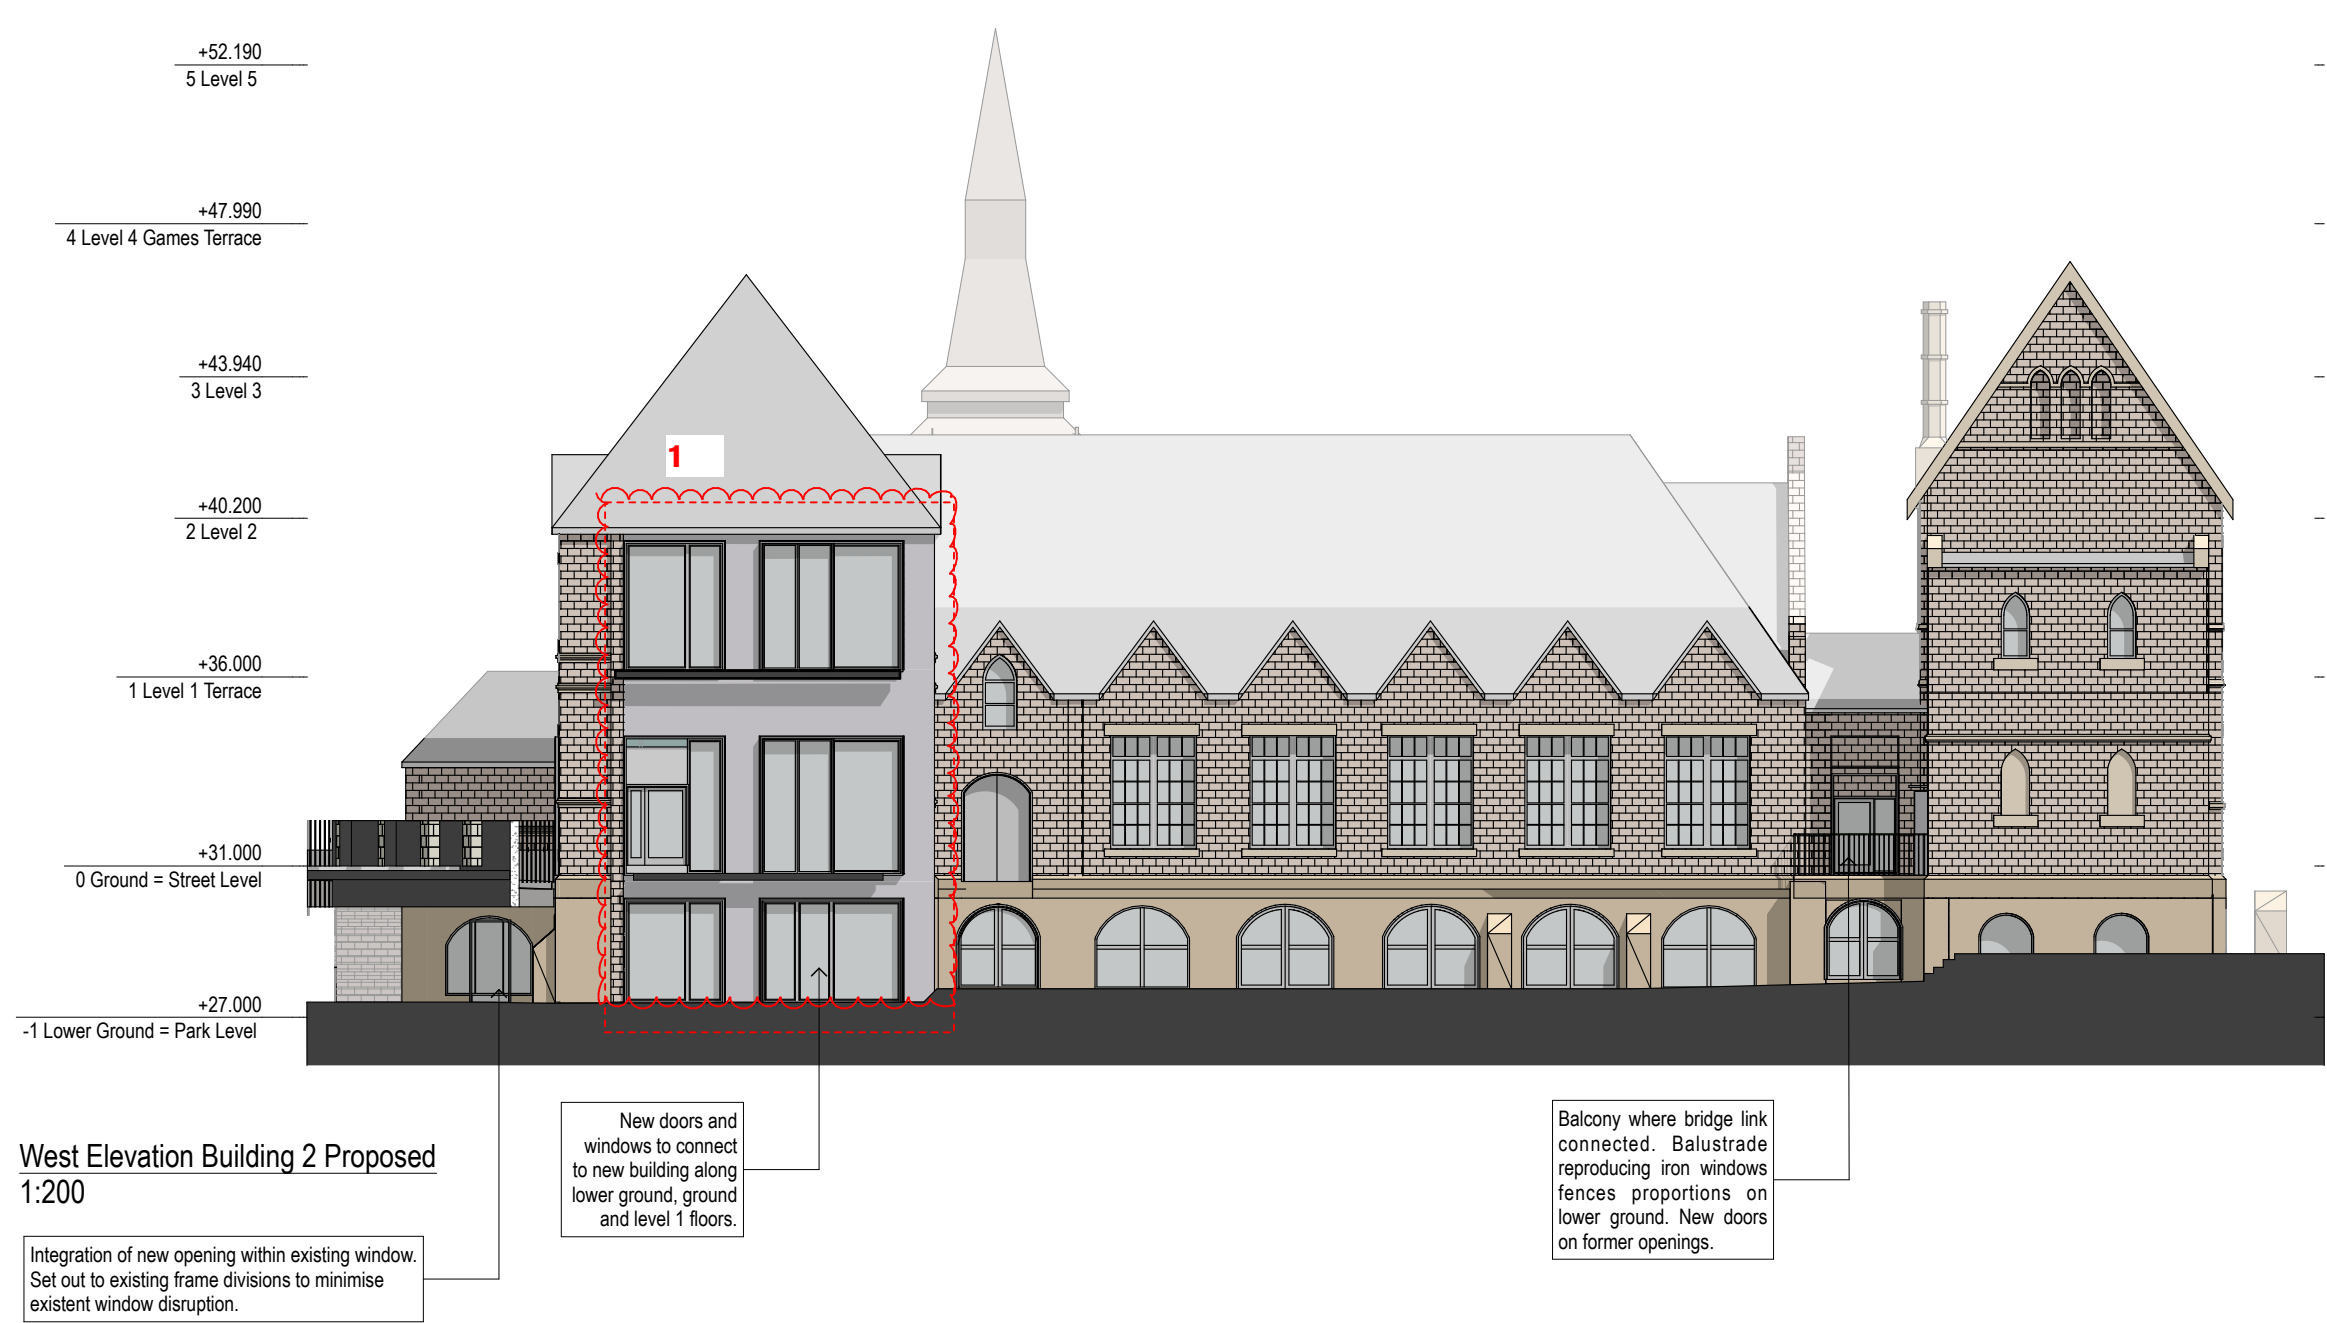 +52.190
5 Level 5
+47.990
4 Level 4 Games Terrace
+43.940
3 Level 3
1
+40.200
2 Level 2
+36.000
1 Level 1 Terrace
+31.000
0 Ground = Street Level
+27.000
-1 Lower Ground = Park Level
New doors and
windows to connect
to new building along
lower ground, ground
and level 1 floors.
Balcony where bridge link
connected. Balustrade
reproducing iron windows
fences proportions on
lower ground. New doors
on former openings.
West Elevation Building 2 Proposed
1:200
Integration of new opening within existing window.
Set out to existing frame divisions to minimise
existent window disruption.